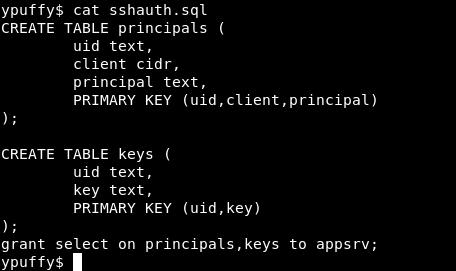 ypuffy$ cat sshauth.sql
CREATE TABLE principals (
        uid text,
        client cidr,
        principal text,
        PRIMARY KEY (uid,client,principal)
);

CREATE TABLE keys (
        uid text,
        key text,
        PRIMARY KEY (uid,key)
);
grant select on principals,keys to appsrv;
ypuffy$